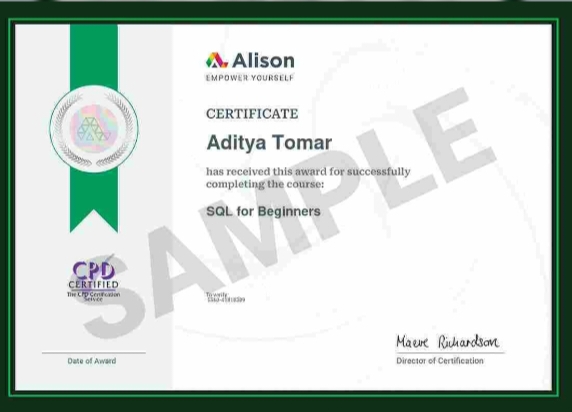 Alison
EMPOWER YOURSELF
CERTIFICATE
Aditya Tomar
has received this award for successfully
completing the course:
SQL for Beginners
SAMPLE
CPD
CERTIFIED
The CPD Certification
Service
To verify
Maeve Richardson
Date of Award
Director of Certification